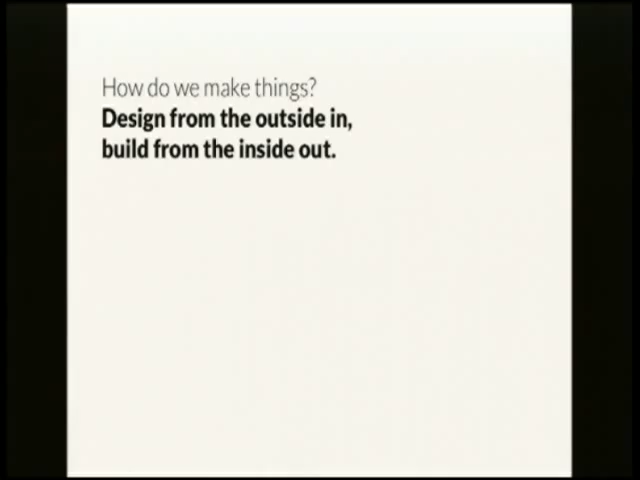 How do we make things?
Design from the outside in,
build from the inside out.